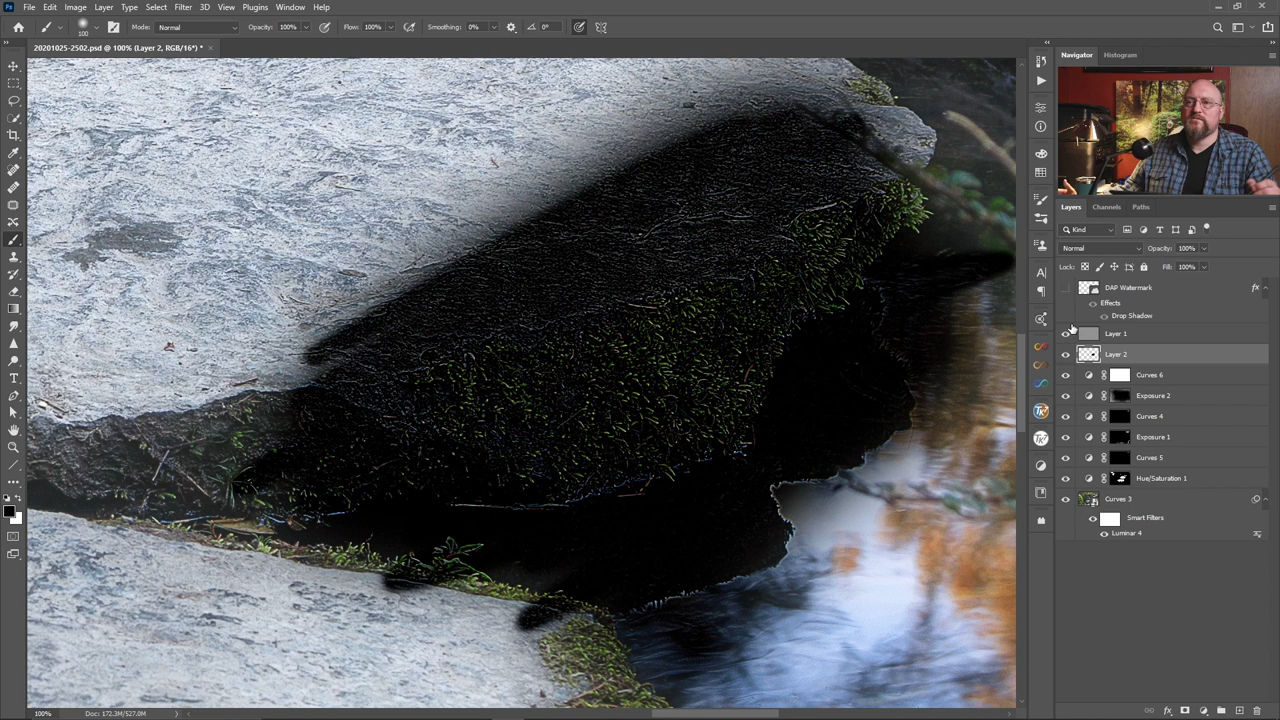 Ps File Edit Image Layer Type Select Filter 3D View Plugins Window Help
100 Mode: Normal Opacity: 100% Flow: 100% Smoothing: 0% 0°
20201025-2502.psd @ 100% (Layer 2, RGB/16*) * ×
Navigator Histogram
Layers Channels Paths
Kind
Normal Opacity: 100%
Lock: Fill: 100%
DAP Watermark fx
Effects
Drop Shadow
Layer 1
Layer 2
Curves 6
Exposure 2
Curves 4
Exposure 1
Curves 5
Hue/Saturation 1
Curves 3
Smart Filters
Luminar 4
100% Doc: 172.3M/527.0M